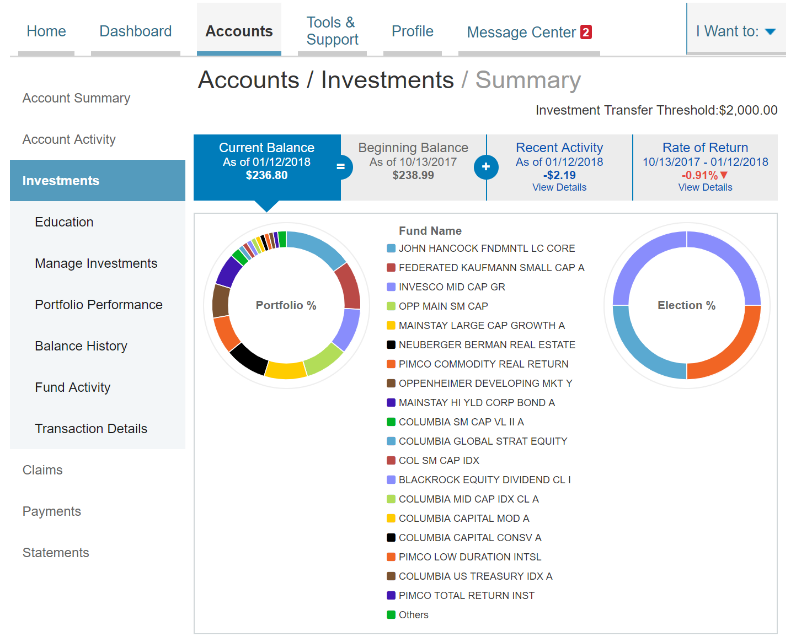 Home
Dashboard
Accounts
Tools &
Support
Profile
Message Center 2
I Want to:
Accounts / Investments / Summary
Investment Transfer Threshold:$2,000.00
Account Summary
Account Activity
Investments
Education
Manage Investments
Portfolio Performance
Balance History
Fund Activity
Transaction Details
Claims
Payments
Statements
Current Balance
As of 01/12/2018
$236.80
=
Beginning Balance
As of 10/13/2017
$238.99
+
Recent Activity
As of 01/12/2018
-$2.19
View Details
Rate of Return
10/13/2017 - 01/12/2018
-0.91%▼
View Details
Portfolio %
Fund Name
JOHN HANCOCK FNDMNTL LC CORE
FEDERATED KAUFMANN SMALL CAP A
INVESCO MID CAP GR
OPP MAIN SM CAP
MAINSTAY LARGE CAP GROWTH A
NEUBERGER BERMAN REAL ESTATE
PIMCO COMMODITY REAL RETURN
OPPENHEIMER DEVELOPING MKT Y
MAINSTAY HI YLD CORP BOND A
COLUMBIA SM CAP VL II A
COLUMBIA GLOBAL STRAT EQUITY
COL SM CAP IDX
BLACKROCK EQUITY DIVIDEND CL I
COLUMBIA MID CAP IDX CL A
COLUMBIA CAPITAL MOD A
COLUMBIA CAPITAL CONSV A
PIMCO LOW DURATION INTSL
COLUMBIA US TREASURY IDX A
PIMCO TOTAL RETURN INST
Others
Election %